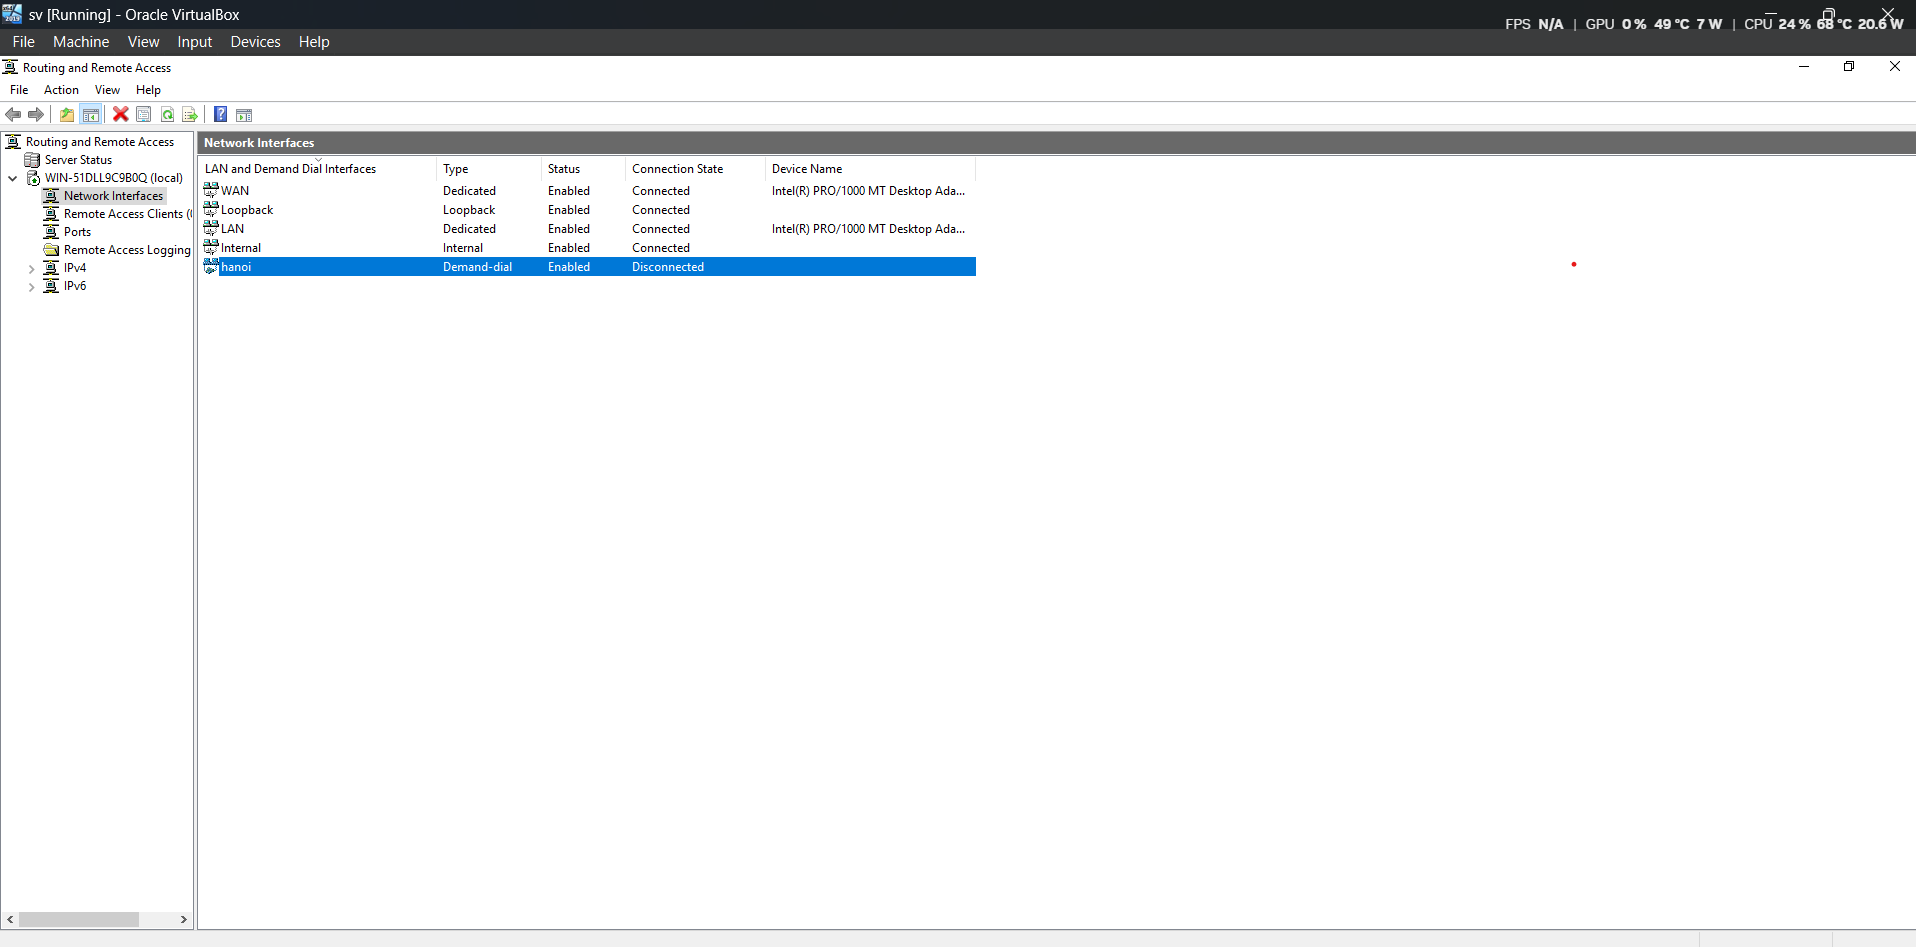 sv [Running] - Oracle VirtualBox
FPS N/A | GPU 0 % 49 °C 7 W | CPU 24 % 68 °C 20.6 W
File Machine View Input Devices Help
Routing and Remote Access
File Action View Help
Routing and Remote Access
Server Status
WIN-51DLL9C9B0Q (local)
Network Interfaces
Remote Access Clients (
Ports
Remote Access Logging
IPv4
IPv6
Network Interfaces
LAN and Demand Dial Interfaces Type Status Connection State Device Name
WAN Dedicated Enabled Connected Intel(R) PRO/1000 MT Desktop Ada...
Loopback Loopback Enabled Connected
LAN Dedicated Enabled Connected Intel(R) PRO/1000 MT Desktop Ada...
Internal Internal Enabled Connected
hanoi Demand-dial Enabled Disconnected